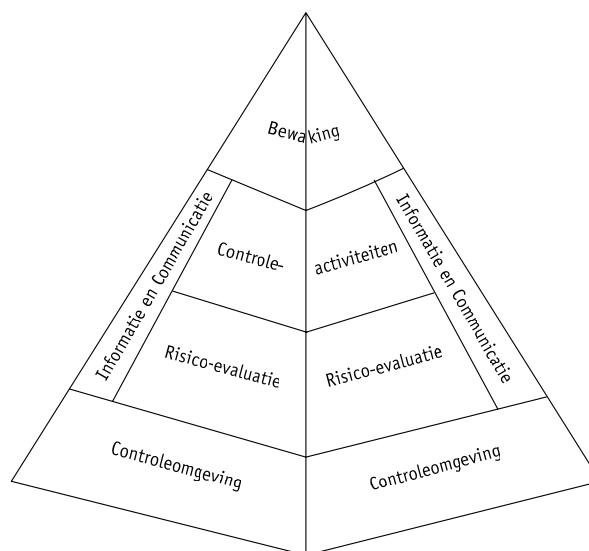 Bewaking
Informatie en Communicatie
Controle-
activiteiten
Informatie en Communicatie
Risico-evaluatie
Risico-evaluatie
Controleomgeving
Controleomgeving